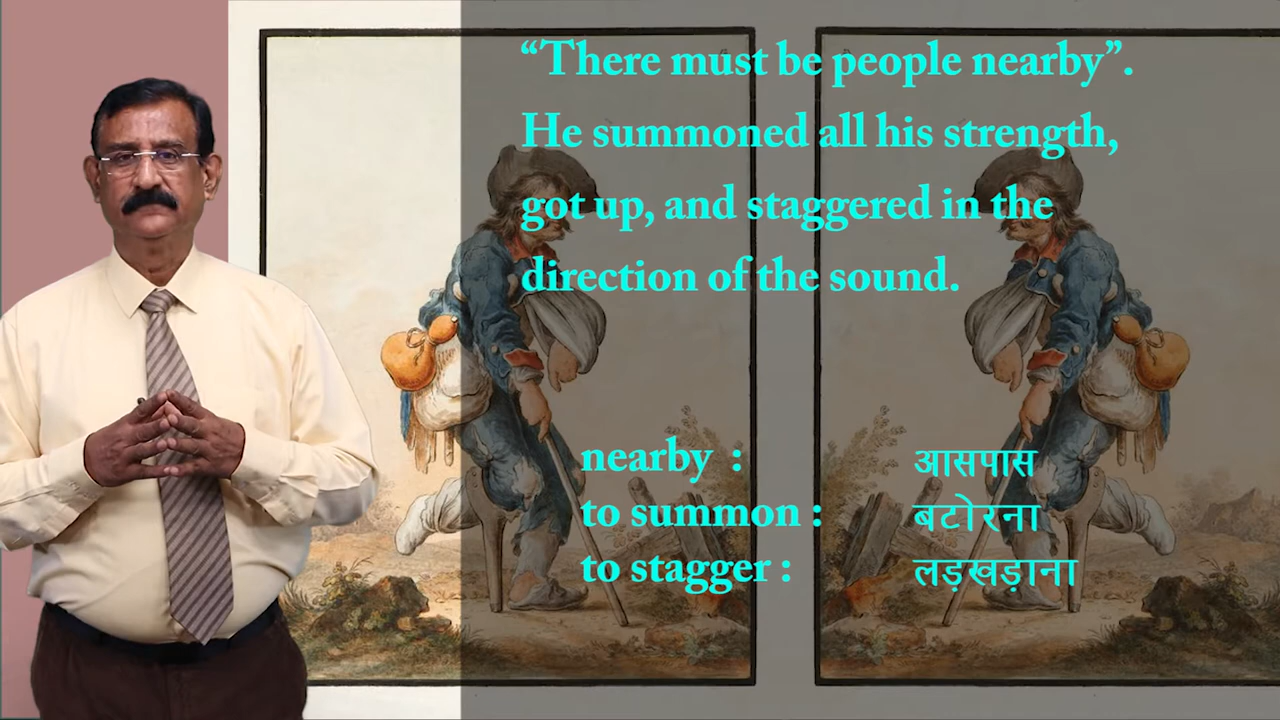 “There must be people nearby”.
He summoned all his strength,
got up, and staggered in the
direction of the sound.
nearby : आसपास
to summon : बटोरना
to stagger : लड़खड़ाना